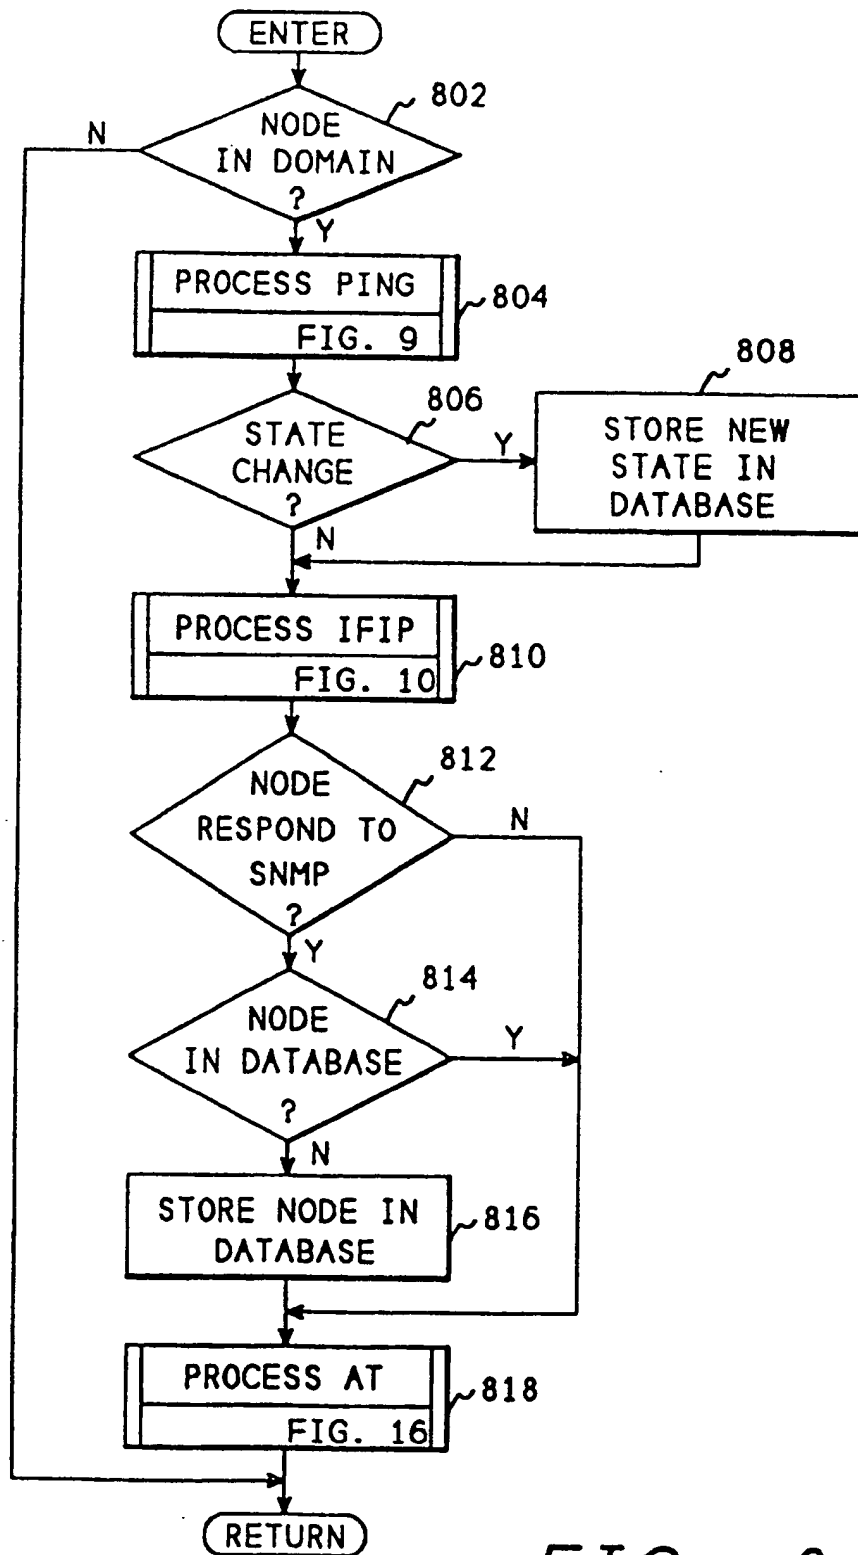 ENTER
802
NODE
IN DOMAIN
?
N
Y
PROCESS PING
FIG. 9
804
806
STATE
CHANGE
?
Y
N
808
STORE NEW
STATE IN
DATABASE
PROCESS IFIP
FIG. 10
810
812
NODE
RESPOND TO
SNMP
?
N
Y
814
NODE
IN DATABASE
?
Y
N
STORE NODE IN
DATABASE
816
PROCESS AT
FIG. 16
818
RETURN